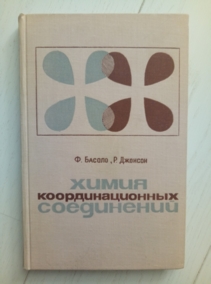 Ф. Басоло, Р. Джонсон
ХИМИЯ
КООРДИНАЦИОННЫХ
СОЕДИНЕНИЙ